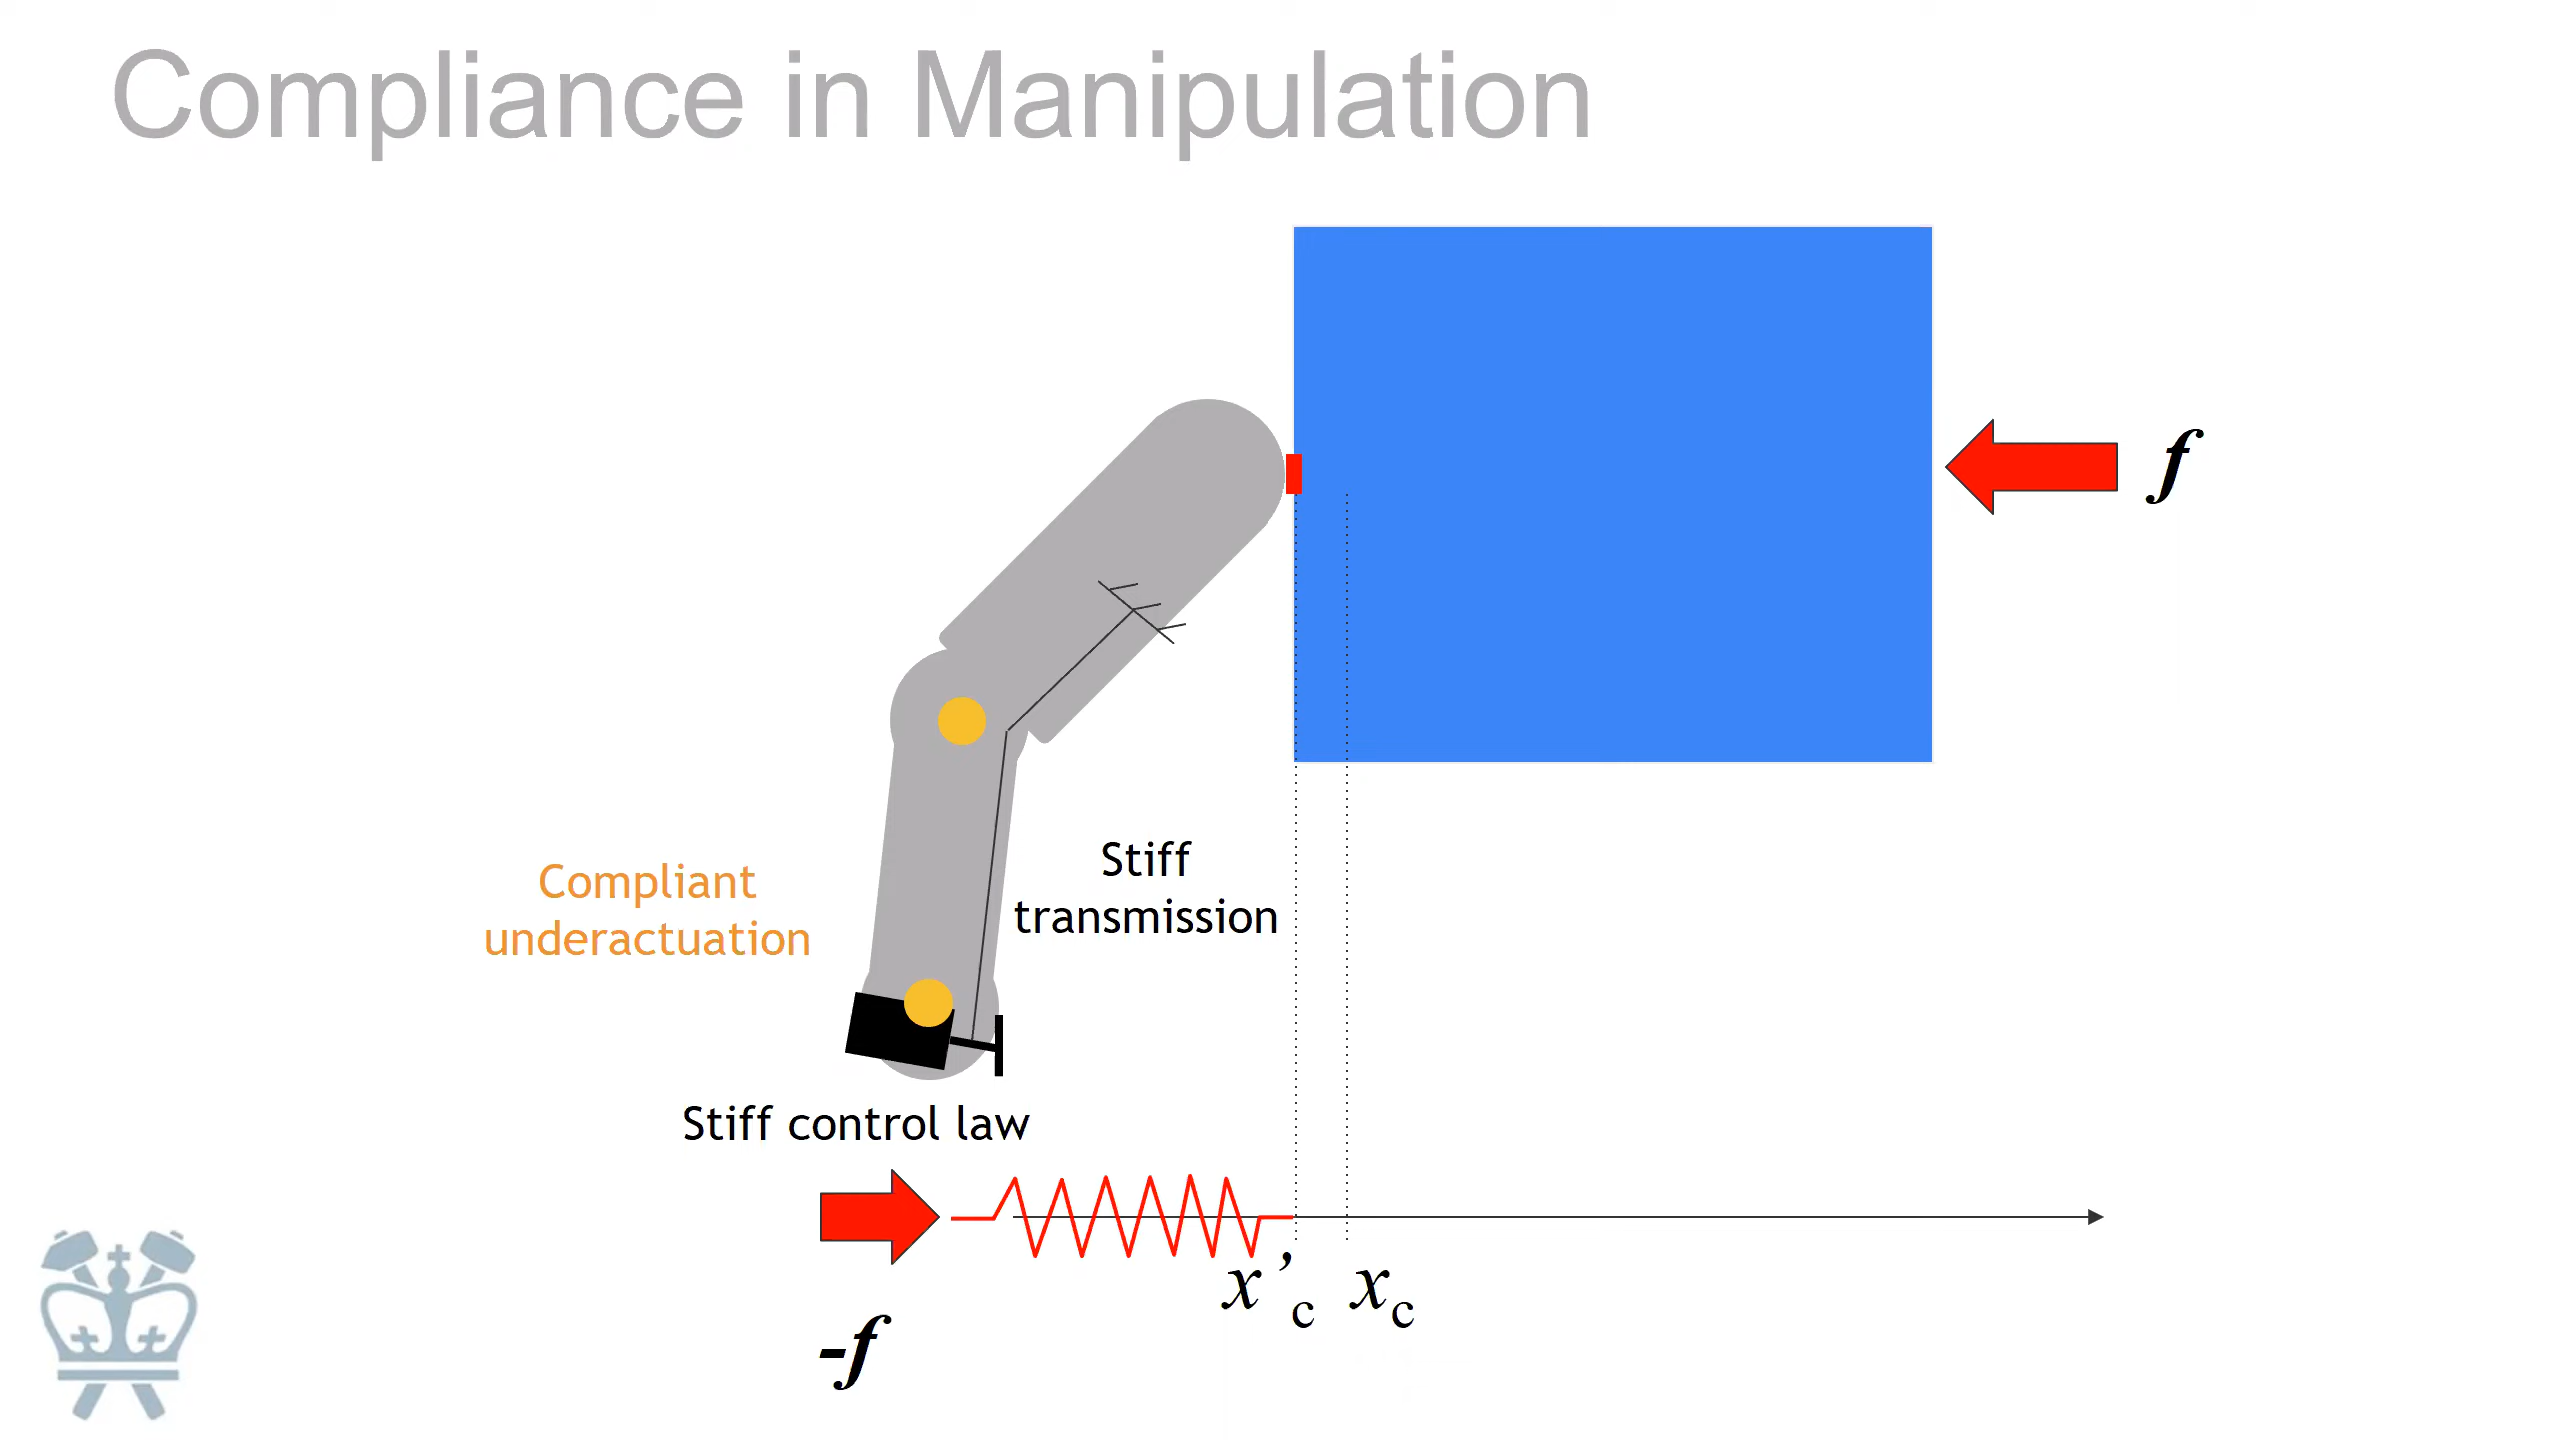 Compliance in Manipulation
f
Stiff
transmission
Compliant
underactuation
Stiff control law
x’c xc
-f